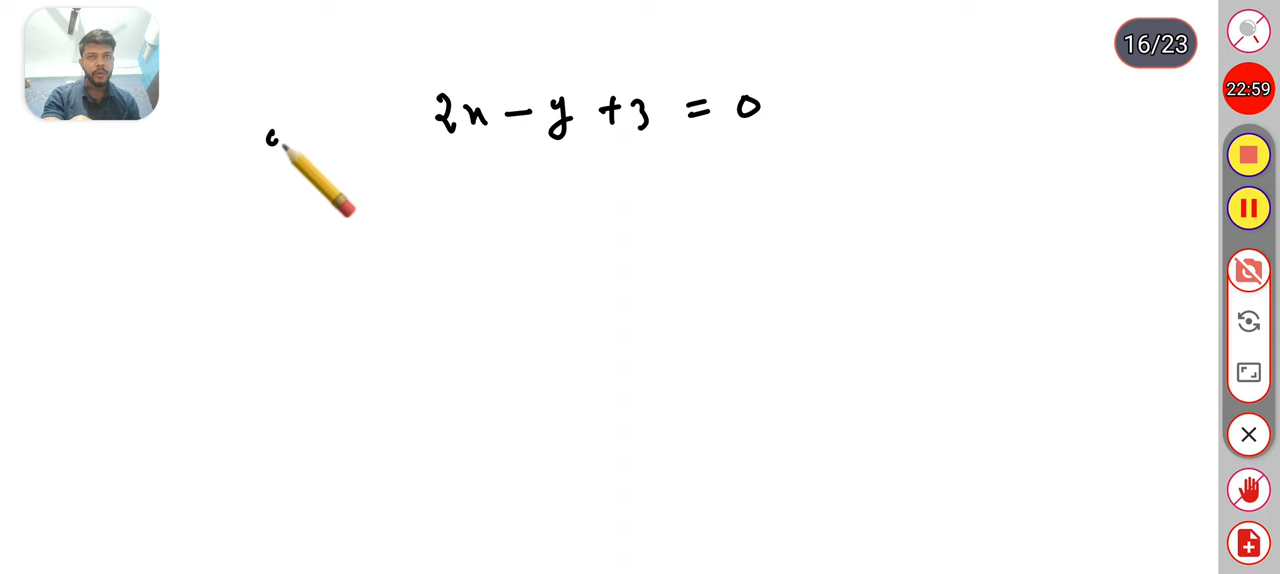 16/23
22:59
2x - y + 3 = 0